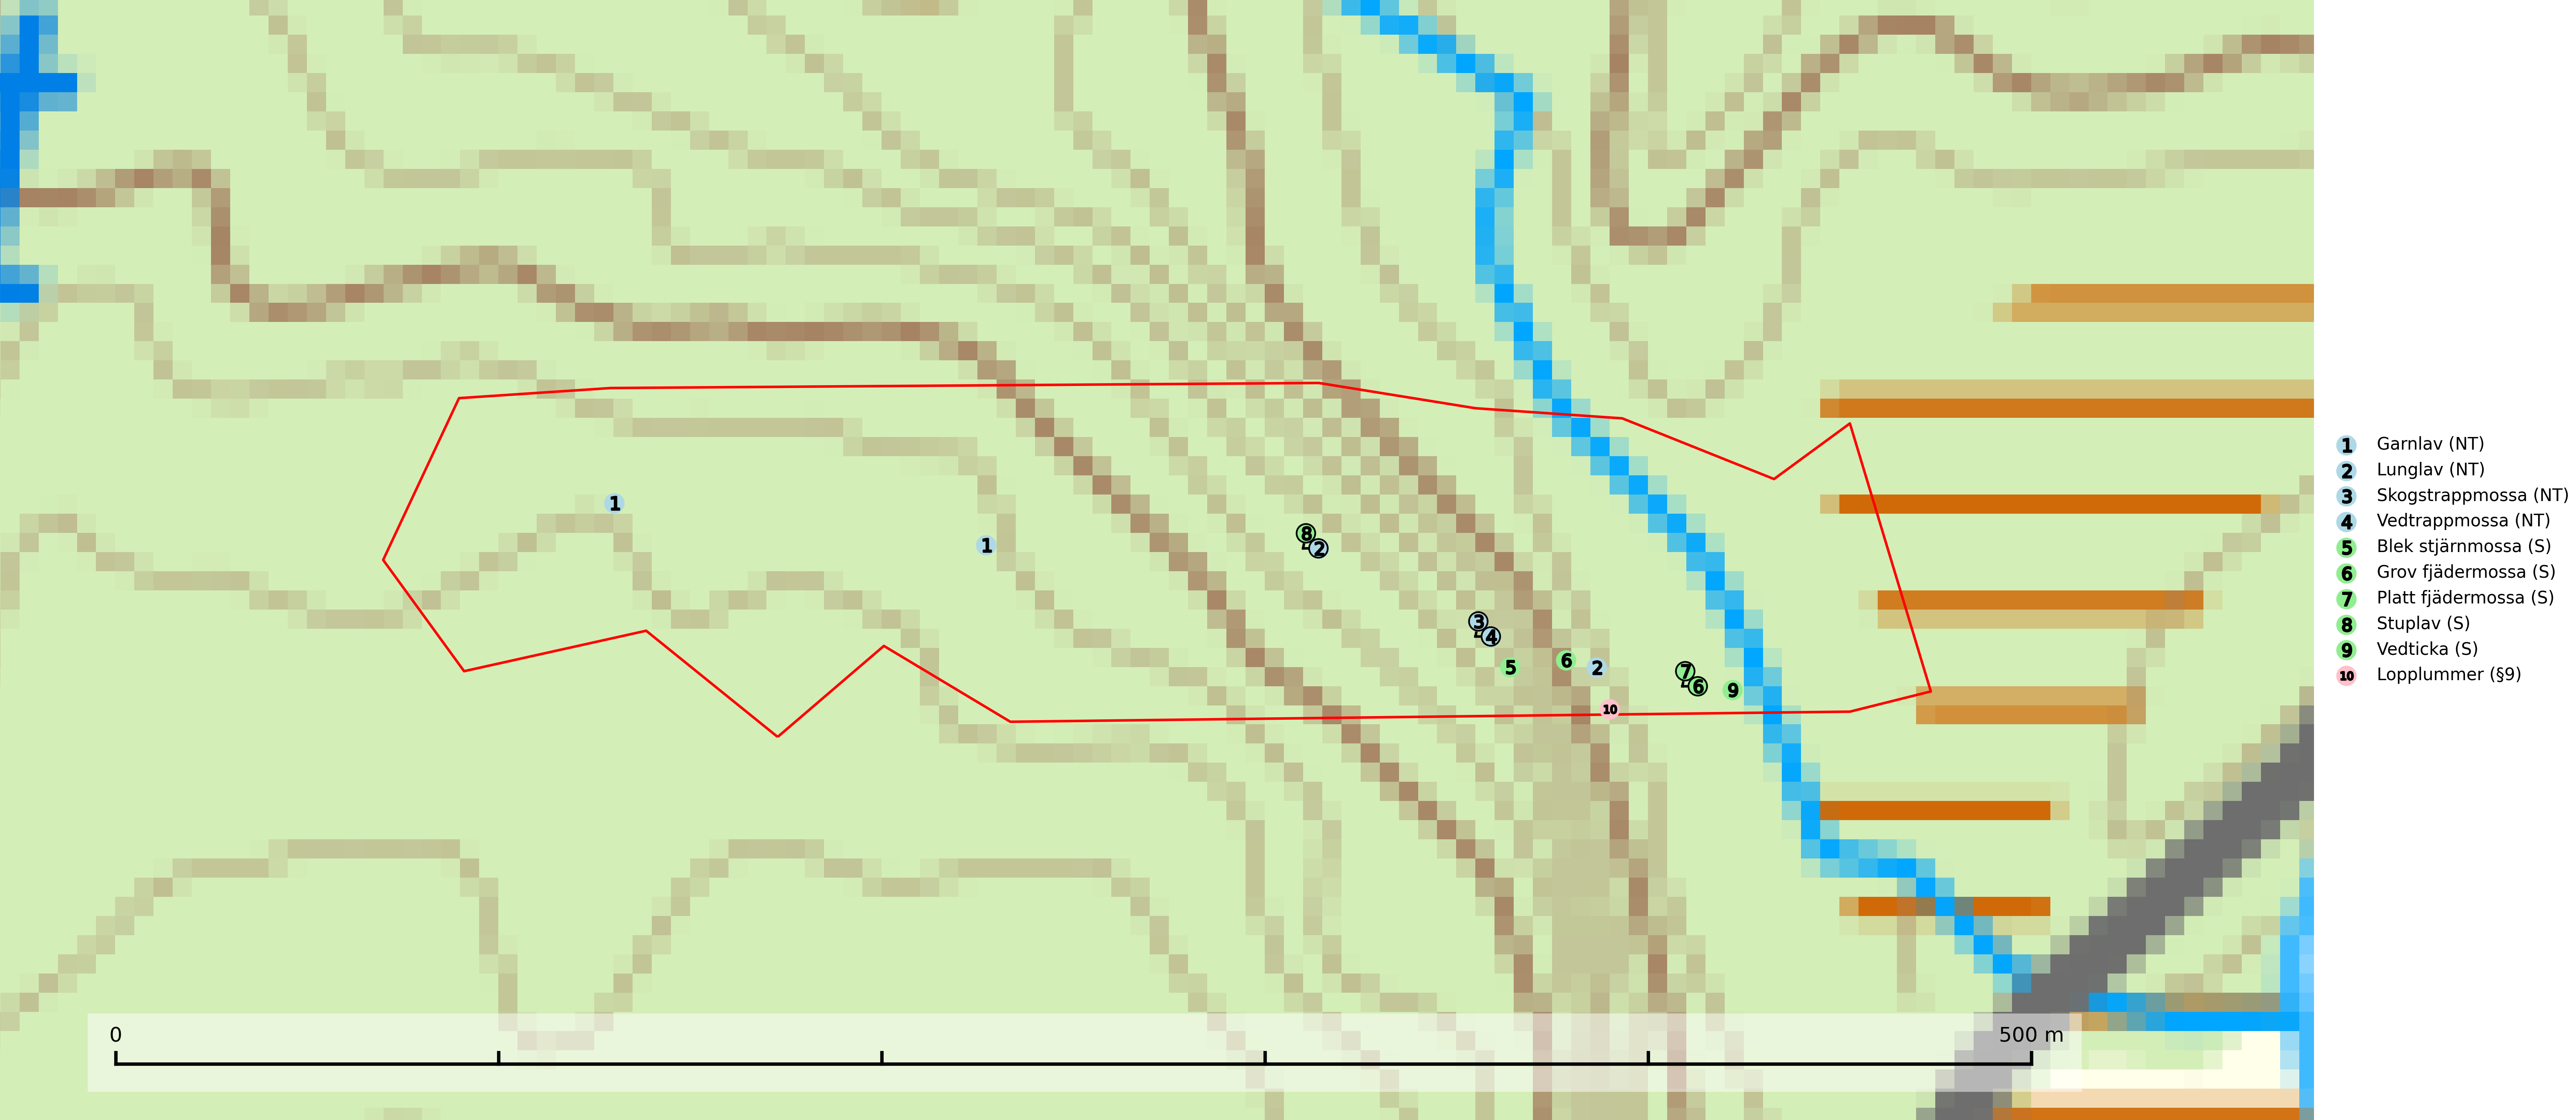 1
1
8
2
3
4
5
6
2
7
6
9
10
0
500 m
1 Garnlav (NT)
2 Lunglav (NT)
3 Skogstrappmossa (NT)
4 Vedtrappmossa (NT)
5 Blek stjärnmossa (S)
6 Grov fjädermossa (S)
7 Platt fjädermossa (S)
8 Stuplav (S)
9 Vedticka (S)
10 Lopplummer (§9)